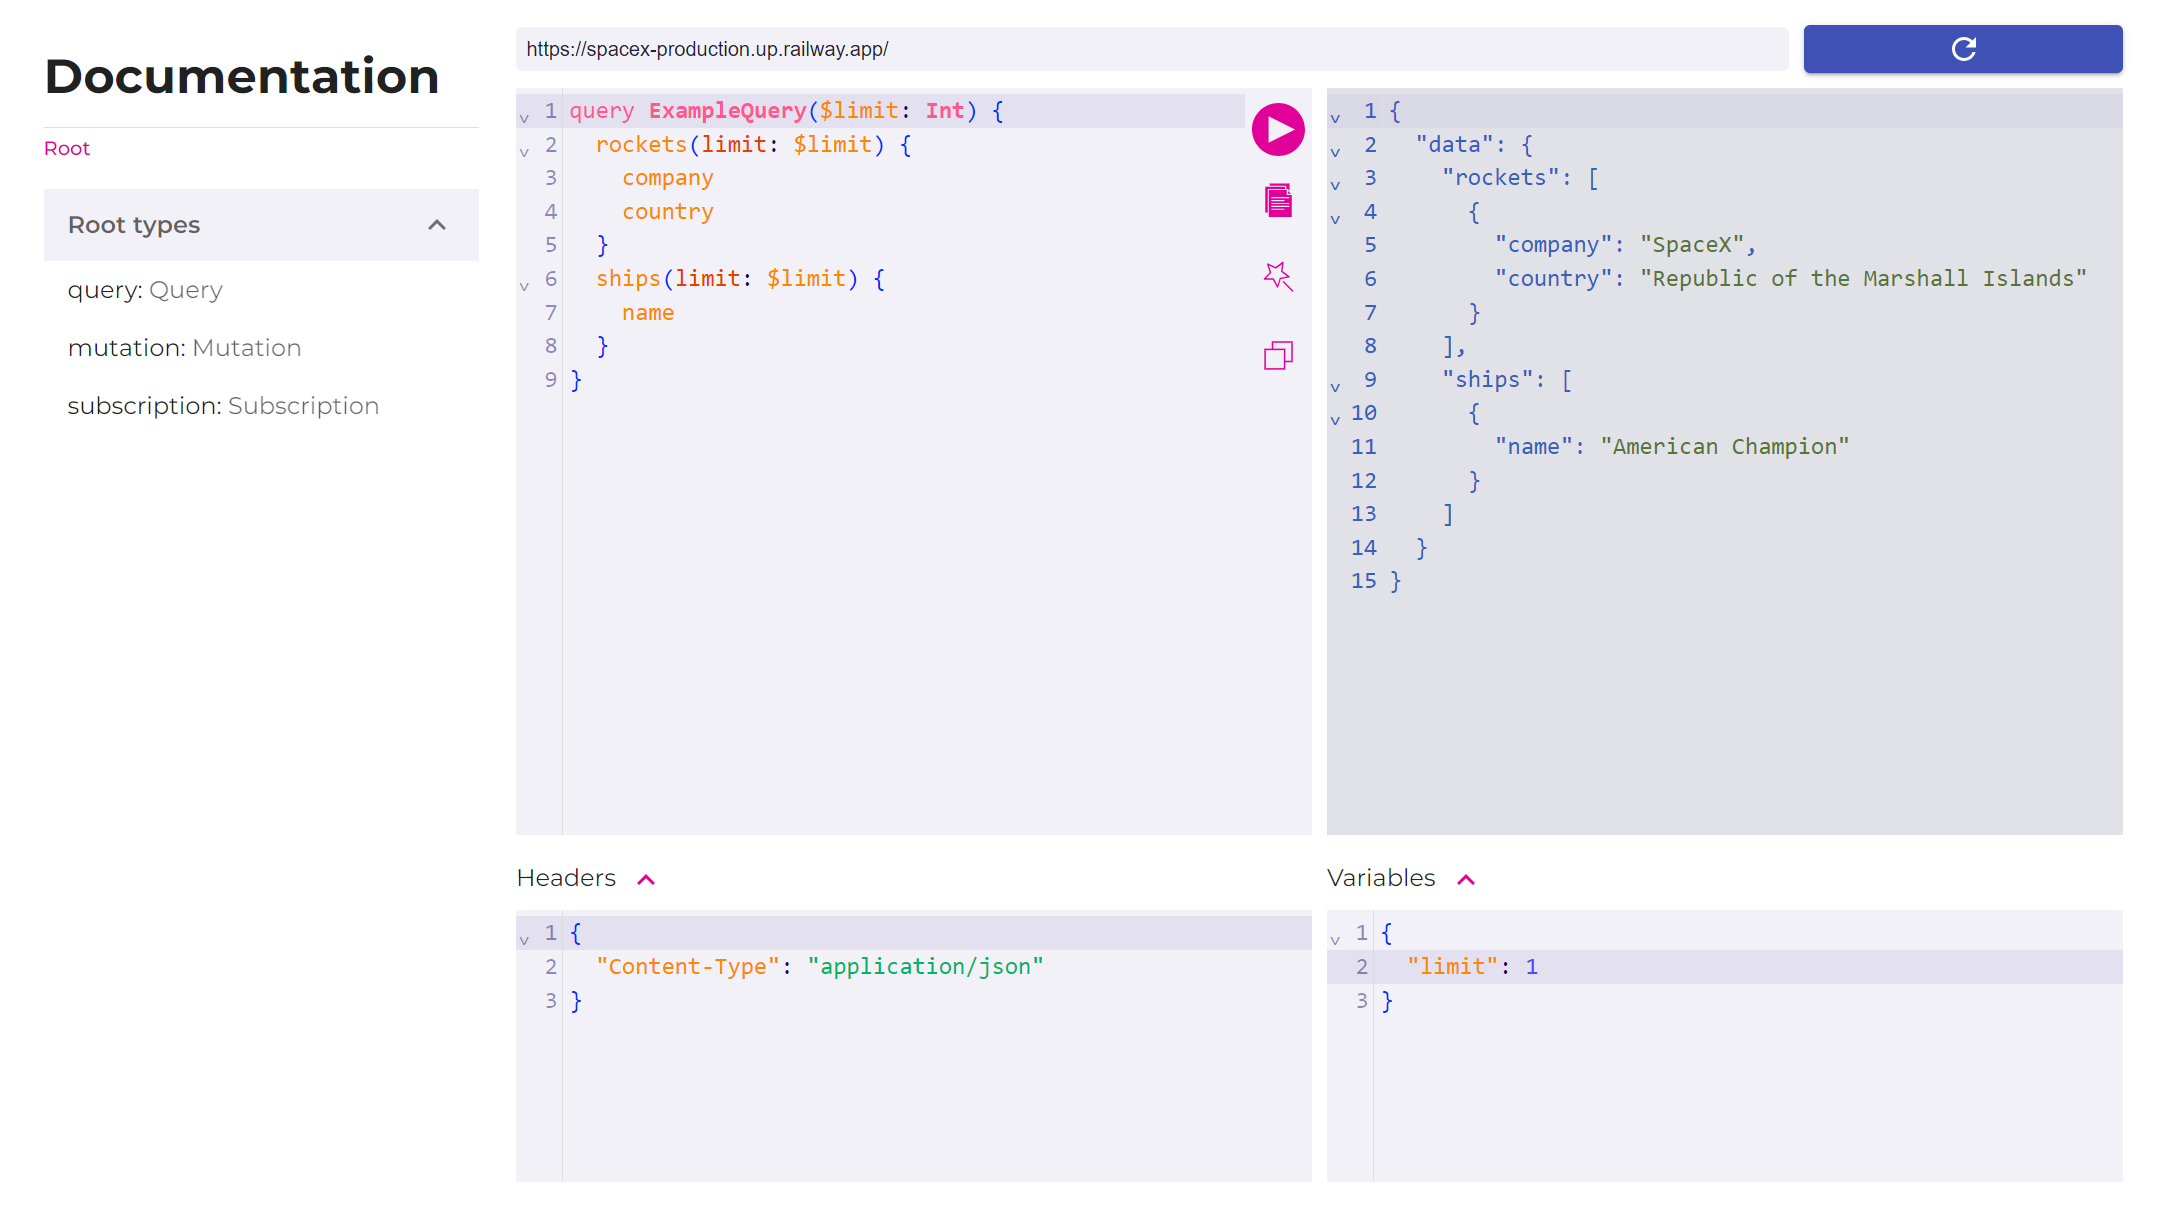 Documentation
Root
Root types
query: Query
mutation: Mutation
subscription: Subscription
https://spacex-production.up.railway.app/
1 query ExampleQuery($limit: Int) {
2 rockets(limit: $limit) {
3 company
4 country
5 }
6 ships(limit: $limit) {
7 name
8 }
9 }
1 {
2 "data": {
3 "rockets": [
4 {
5 "company": "SpaceX",
6 "country": "Republic of the Marshall Islands"
7 }
8 ],
9 "ships": [
10 {
11 "name": "American Champion"
12 }
13 ]
14 }
15 }
Headers
1 {
2 "Content-Type": "application/json"
3 }
Variables
1 {
2 "limit": 1
3 }